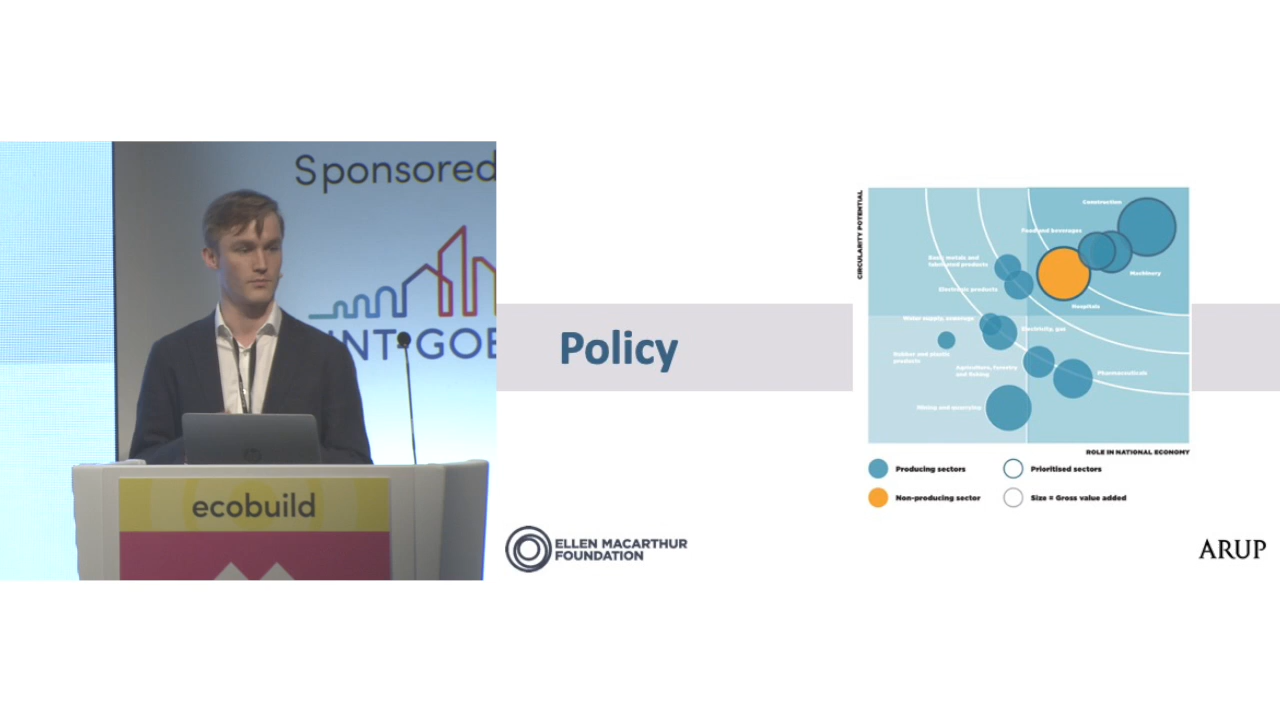 Sponsored
INT-GOB
ecobuild
Policy
ELLEN MACARTHUR
FOUNDATION
ARUP
CIRCULARITY POTENTIAL
Construction
Food and beverages
Basic metals and
fabricated products
Machinery
Electronic products
Hospitals
Water supply, sewerage
Electricity, gas
Rubber and plastic
products
Agriculture, forestry
and fishing
Pharmaceuticals
Mining and quarrying
ROLE IN NATIONAL ECONOMY
Producing sectors
Prioritised sectors
Non-producing sector
Size = Gross value added